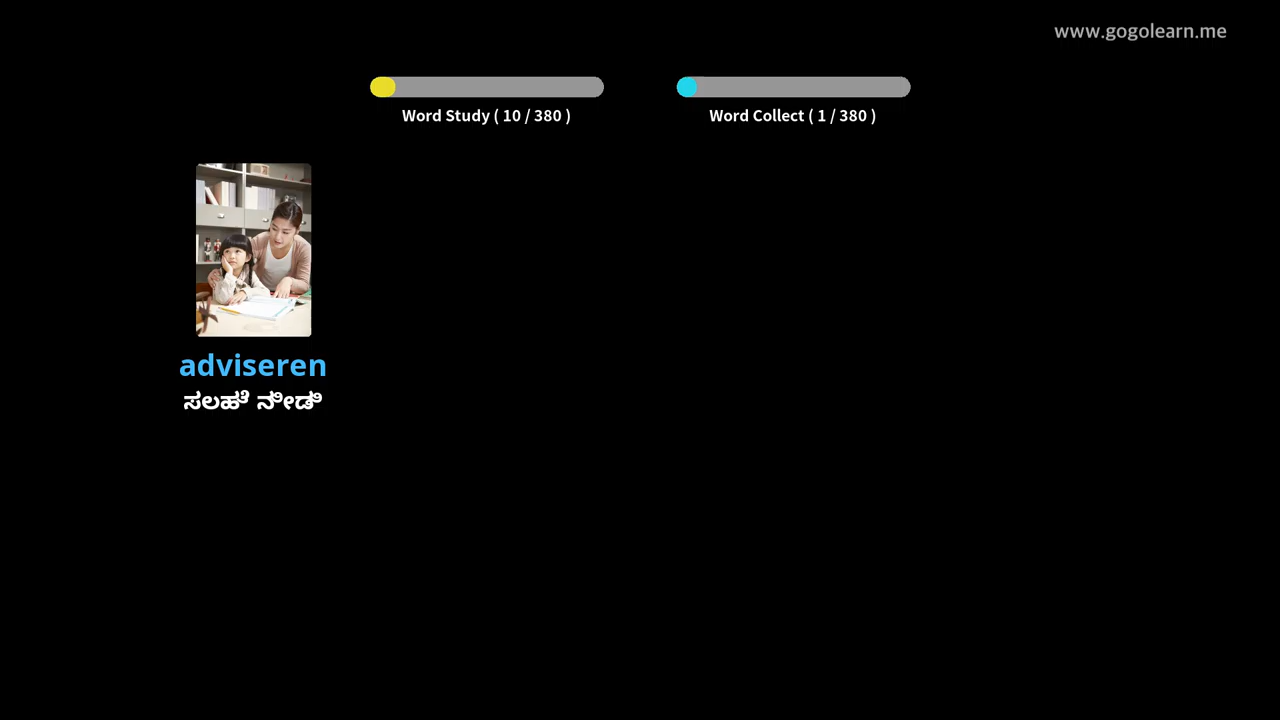 www.gogolearn.me
Word Study ( 10 / 380 )
Word Collect ( 1 / 380 )
adviseren
ಸಲಹೆ ನೀಡಿ